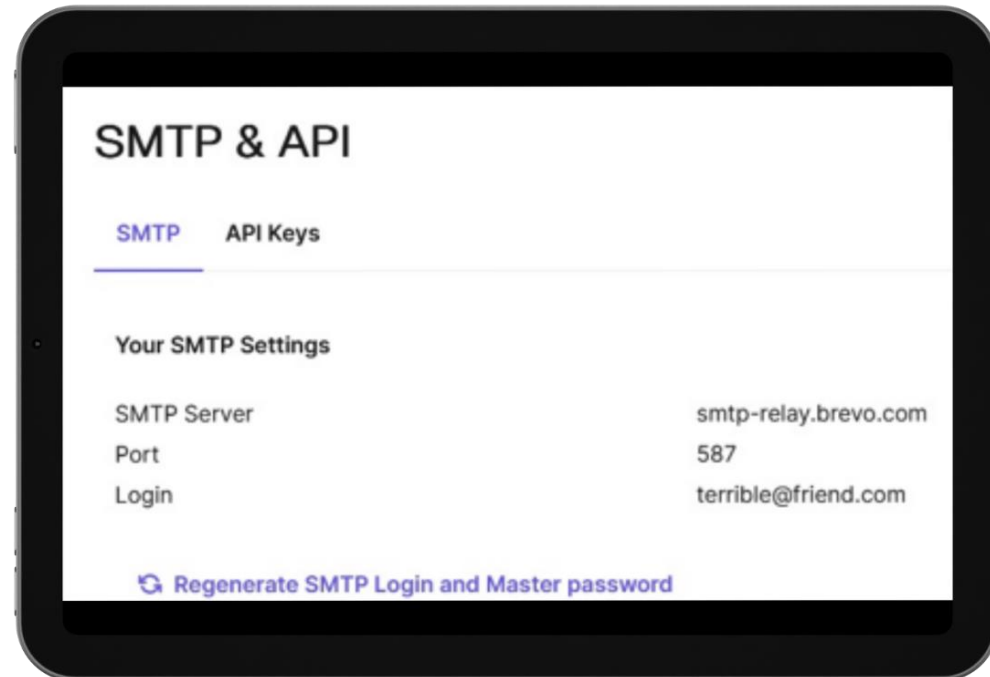 SMTP & API
SMTP API Keys
Your SMTP Settings
SMTP Server smtp-relay.brevo.com
Port 587
Login terrible@friend.com
Regenerate SMTP Login and Master password